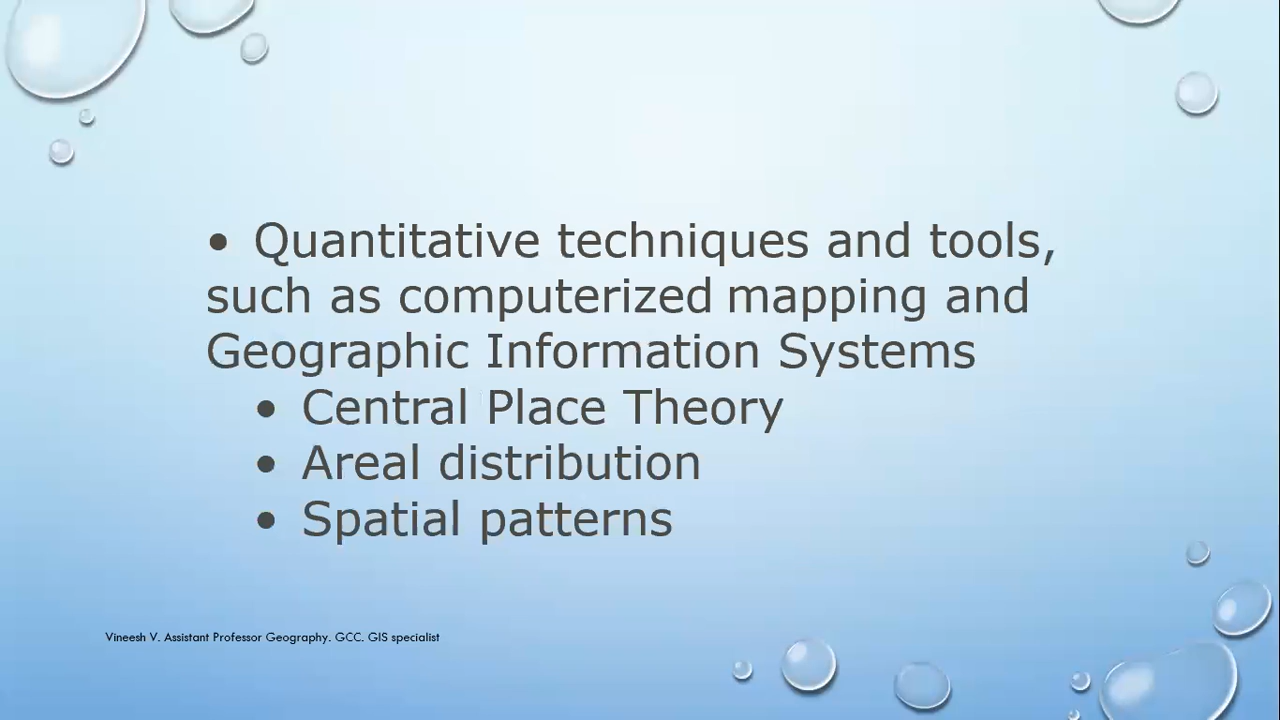 • Quantitative techniques and tools,
such as computerized mapping and
Geographic Information Systems
• Central Place Theory
• Areal distribution
• Spatial patterns
Vineesh V. Assistant Professor Geography. GCC. GIS specialist